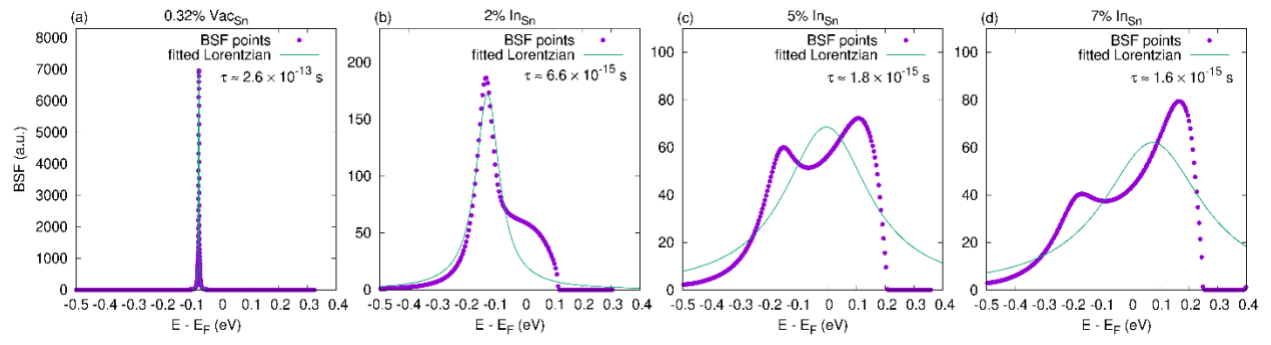 (a) 0.32% Vac_Sn
BSF points
fitted Lorentzian
τ ≈ 2.6 × 10^-13 s
8000
7000
6000
5000
4000
3000
2000
1000
0
BSF (a.u.)
-0.5 -0.4 -0.3 -0.2 -0.1 0 0.1 0.2 0.3 0.4
E - E_F (eV)
(b) 2% In_Sn
BSF points
fitted Lorentzian
τ ≈ 6.6 × 10^-15 s
200
150
100
50
0
-0.5 -0.4 -0.3 -0.2 -0.1 0 0.1 0.2 0.3 0.4
E - E_F (eV)
(c) 5% In_Sn
BSF points
fitted Lorentzian
τ ≈ 1.8 × 10^-15 s
100
80
60
40
20
0
-0.5 -0.4 -0.3 -0.2 -0.1 0 0.1 0.2 0.3 0.4
E - E_F (eV)
(d) 7% In_Sn
BSF points
fitted Lorentzian
τ ≈ 1.6 × 10^-15 s
100
80
60
40
20
0
-0.5 -0.4 -0.3 -0.2 -0.1 0 0.1 0.2 0.3 0.4
E - E_F (eV)